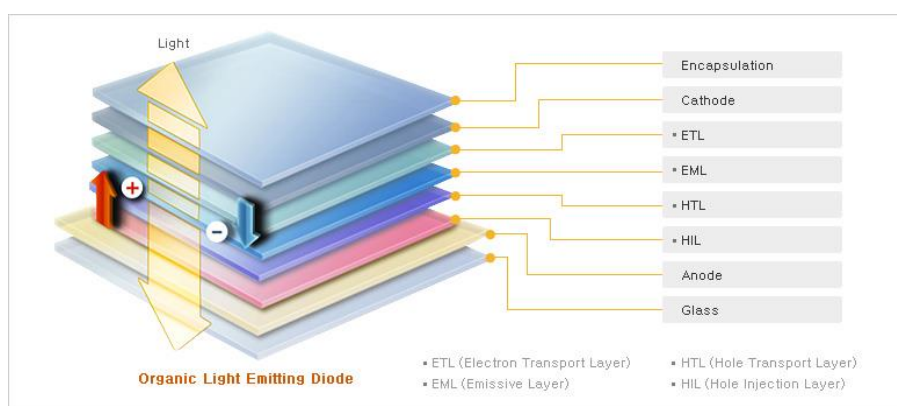 Light
Encapsulation
Cathode
▪ ETL
▪ EML
▪ HTL
▪ HIL
Anode
Glass
+
−
Organic Light Emitting Diode
▪ ETL (Electron Transport Layer)
▪ HTL (Hole Transport Layer)
▪ EML (Emissive Layer)
▪ HIL (Hole Injection Layer)